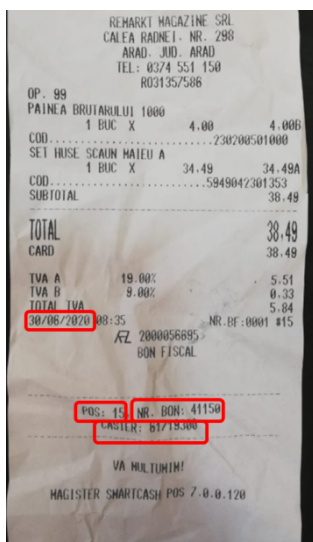 REMARKT MAGAZINE SRL
CALEA RADNEI. NR. 298
ARAD. JUD. ARAD
TEL: 0374 551 150
RO3135/586
OP. 99
PAINEA BRUTARULUI 1000
1 BUC X 4.00 4.00B
COD....................230200501000
SET HUSE SCAUN MAIEU A
1 BUC X 34.49 34.49A
COD...................5949042301353
SUBTOTAL 38.49
TOTAL 38.49
CARD 38.49
TVA A 19.00% 5.51
TVA B 9.00% 0.33
TOTAL TVA 5.84
30/06/2020 08:35 NR.BF:0001 #15
2000056695
BON FISCAL
POS: 15, NR. BON: 41150
CASIER: 61/19300
VA MULTUMIM!
MAGISTER SMARTCASH POS 7.0.0.120